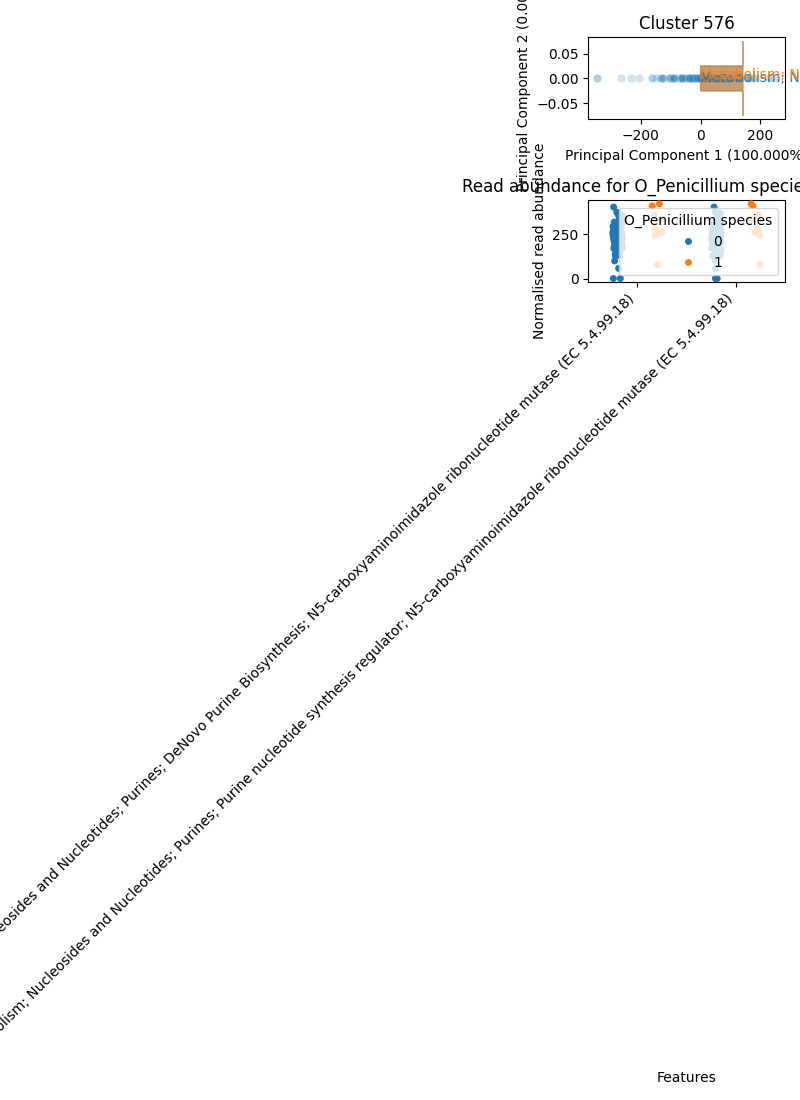 Cluster 576
Principal Component 2 (0.00
0.05
0.00
−0.05
Metabolism; N
Metabolism; N
−200
0
200
Principal Component 1 (100.000%
Read abundance for O_Penicillium specie
Normalised read abundance
250
0
O_Penicillium species
0
1
eosides and Nucleotides; Purines; DeNovo Purine Biosynthesis; N5-carboxyaminoimidazole ribonucleotide mutase (EC 5.4.99.18)
olism; Nucleosides and Nucleotides; Purines; Purine nucleotide synthesis regulator; N5-carboxyaminoimidazole ribonucleotide mutase (EC 5.4.99.18)
Features